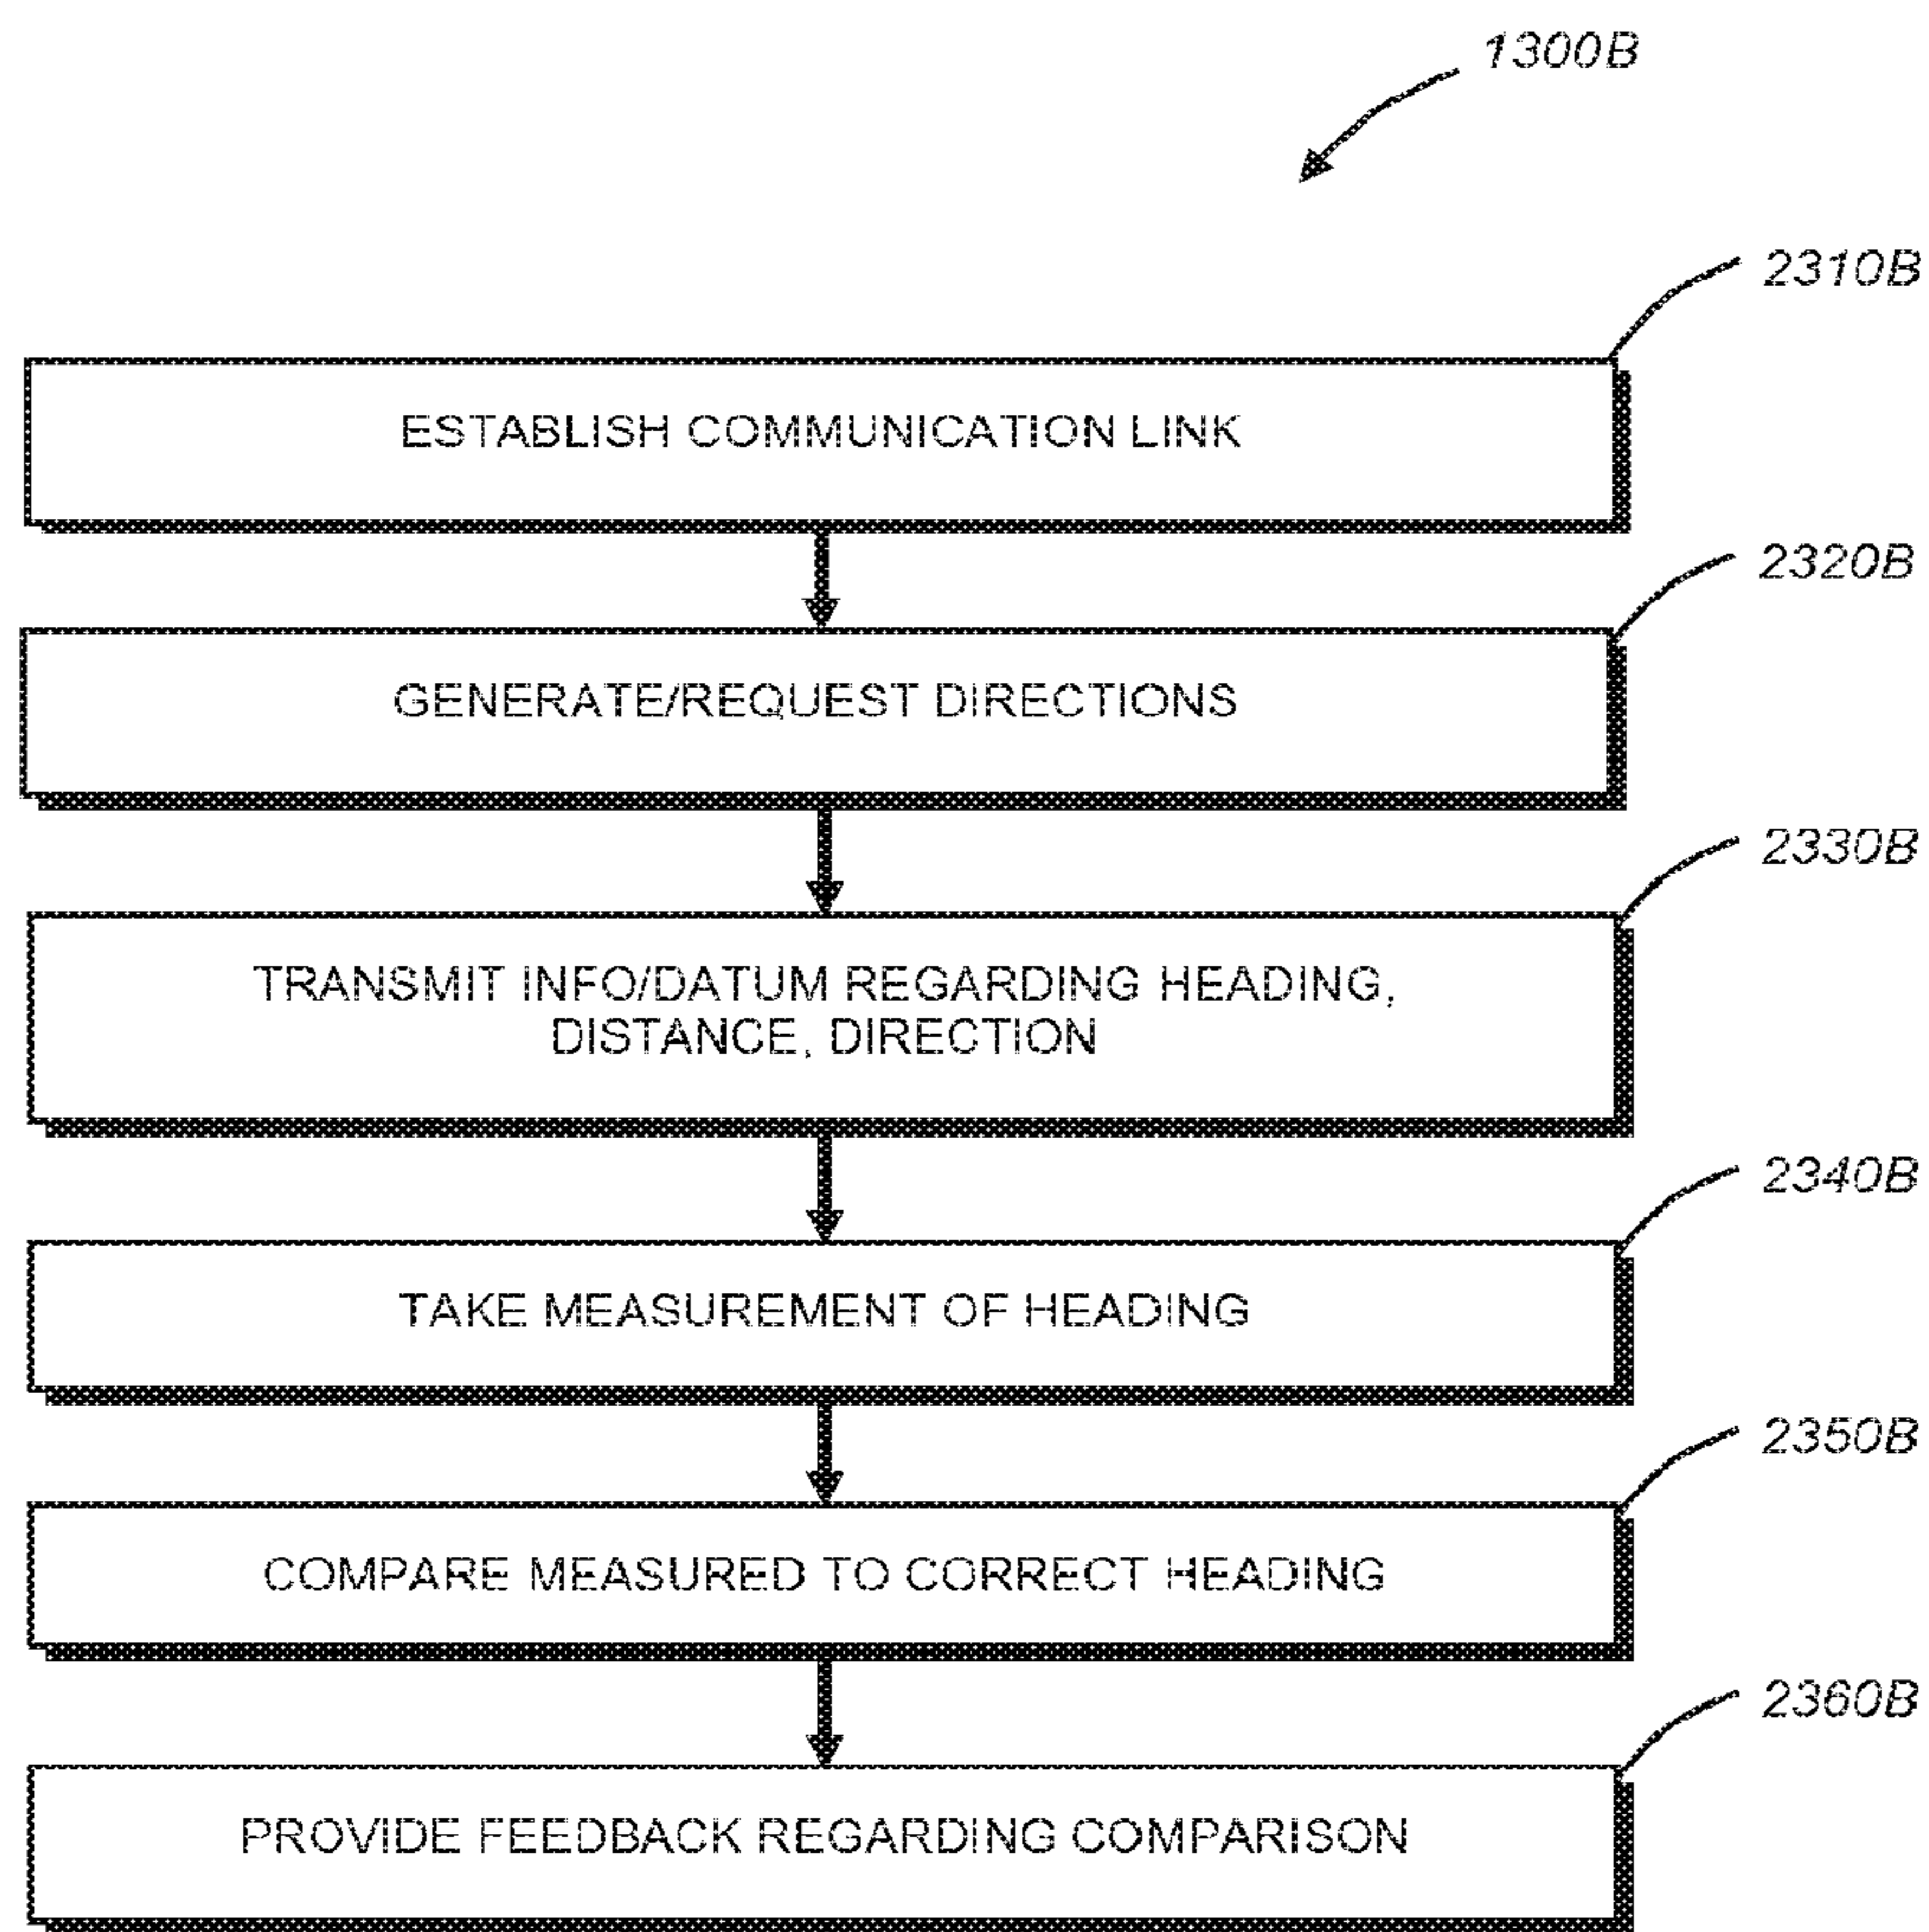 1300B
2310B
ESTABLISH COMMUNICATION LINK
2320B
GENERATE/REQUEST DIRECTIONS
2330B
TRANSMIT INFO/DATUM REGARDING HEADING,
DISTANCE, DIRECTION
2340B
TAKE MEASUREMENT OF HEADING
2350B
COMPARE MEASURED TO CORRECT HEADING
2360B
PROVIDE FEEDBACK REGARDING COMPARISON